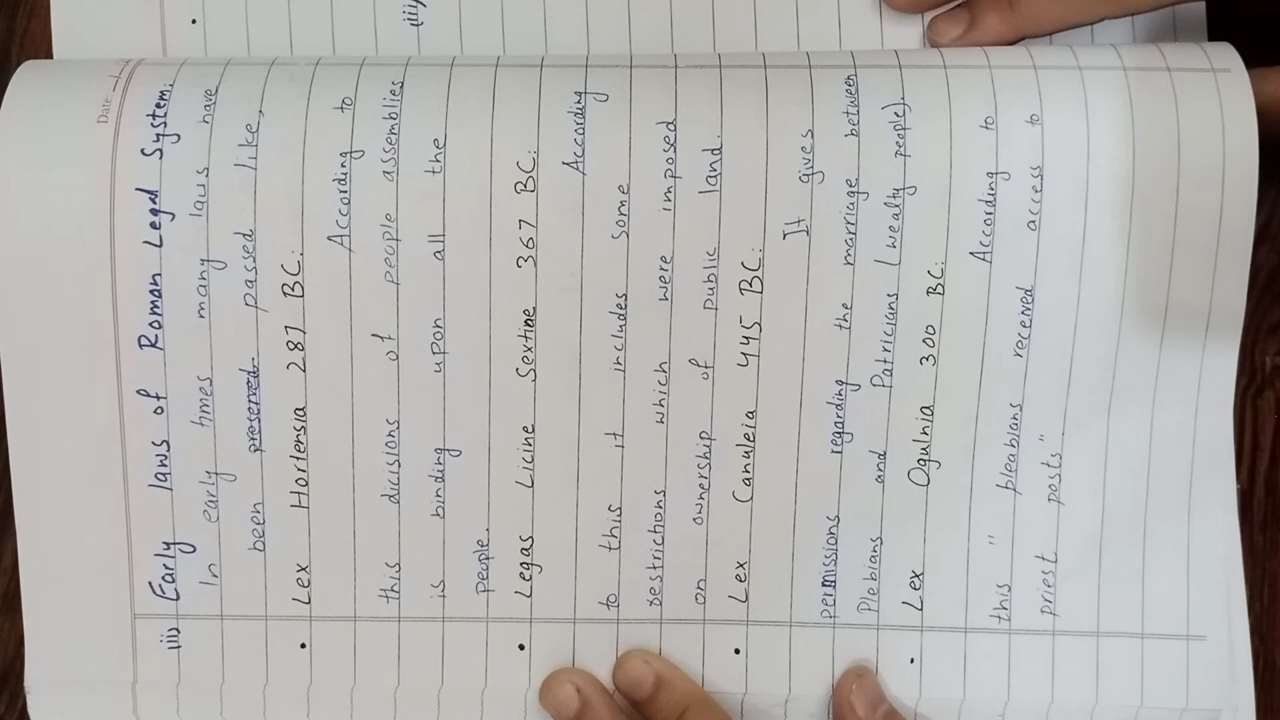 Date:
iii) Early laws of Roman Legal System:
In early times many laws have
been presented passed like,
• Lex Hortensia 287 BC:
According to
this dicisions of people assemblies
is binding upon all the
people.
• Legas Licine Sextine 367 BC:
According
to this it includes some
restrictions which were imposed
on ownership of public land.
• Lex Canuleia 445 BC:
It gives
permissions regarding the marriage between
Plebians and Patricians (wealty people).
• Lex Ogulnia 300 BC:
According to
this " pleabians received access to
priest posts"
(iii)